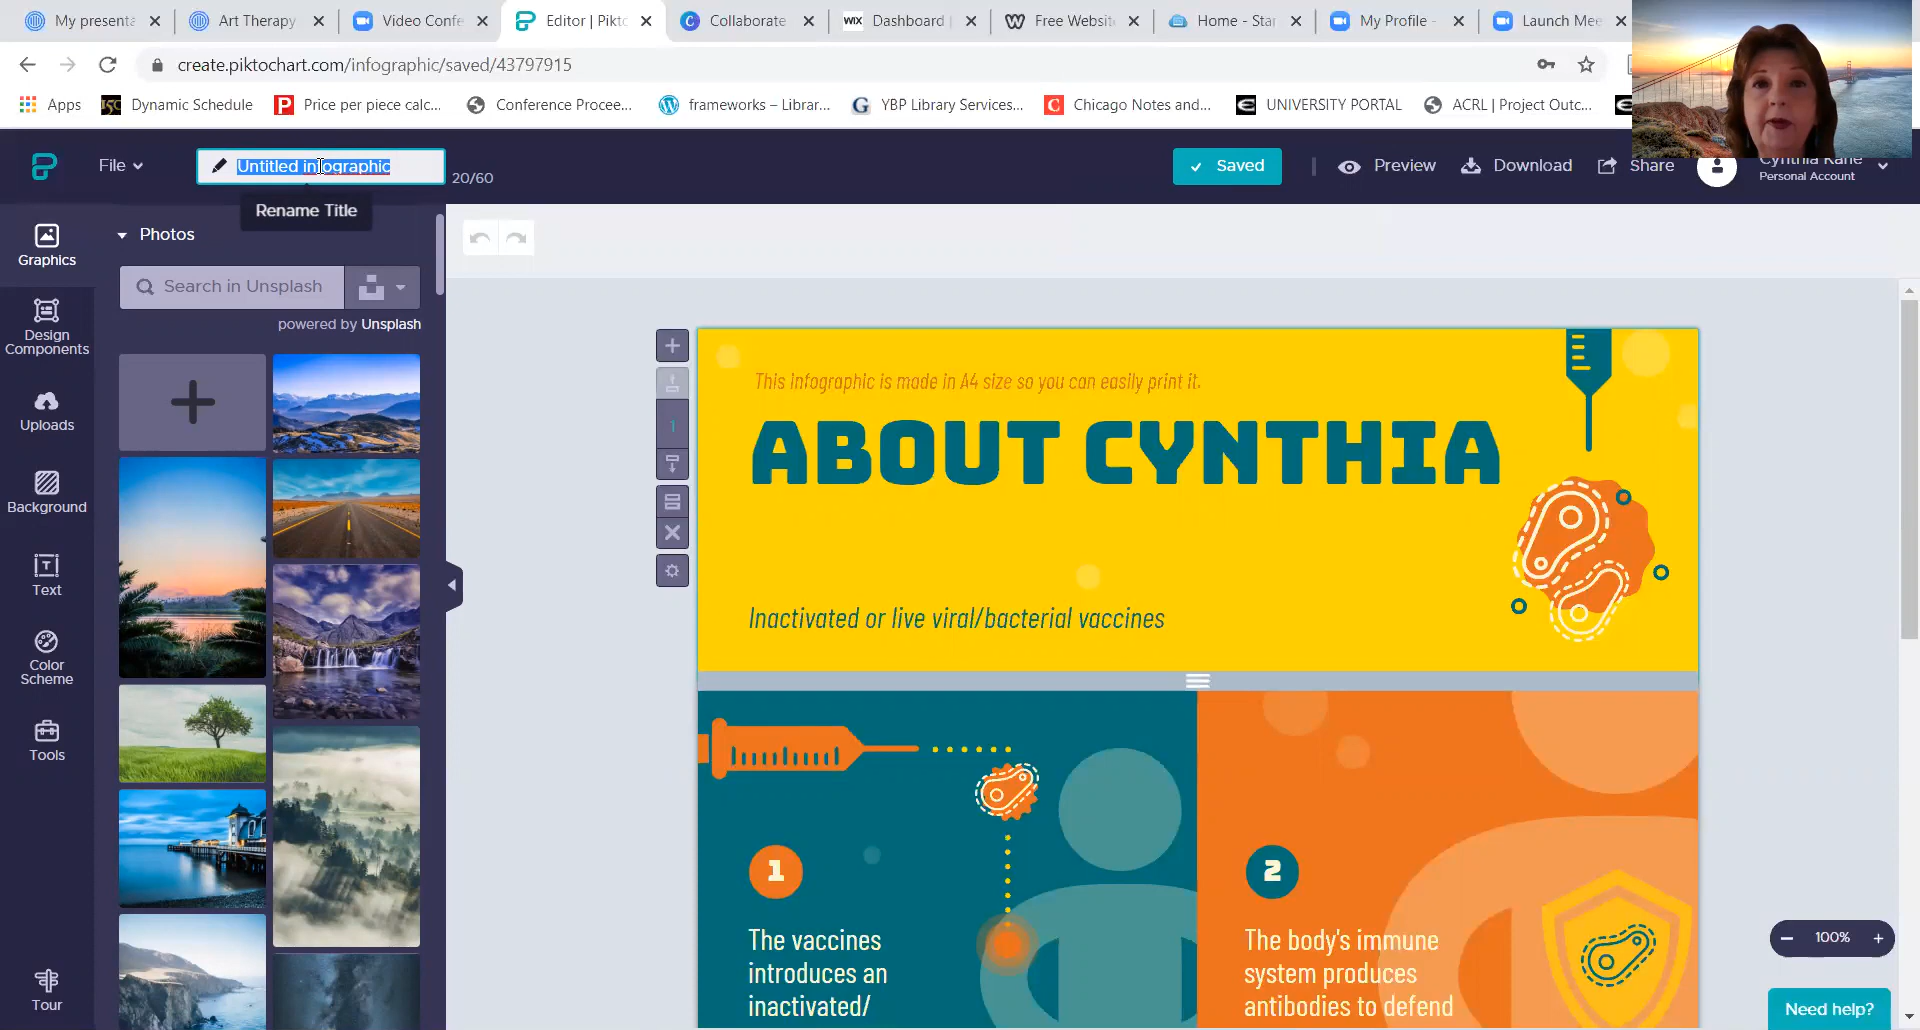 My presenta
Art Therapy
Video Confe
Editor | Pikto
Collaborate
WIX
Dashboard |
Free Website
Home - Star
My Profile -
Launch Mee
create.piktochart.com/infographic/saved/43797915
Apps
Dynamic Schedule
Price per piece calc...
Conference Procee...
frameworks – Librar...
YBP Library Services...
Chicago Notes and...
UNIVERSITY PORTAL
ACRL | Project Outc...
File
Untitled infographic
20/60
Saved
Preview
Download
Share
Cynthia Kane
Personal Account
Rename Title
Graphics
Design
Components
Uploads
Background
Text
Color
Scheme
Tools
Tour
Photos
Search in Unsplash
powered by Unsplash
1
This infographic is made in A4 size so you can easily print it.
ABOUT CYNTHIA
Inactivated or live viral/bacterial vaccines
1
The vaccines
introduces an
inactivated/
2
The body's immune
system produces
antibodies to defend
100%
Need help?